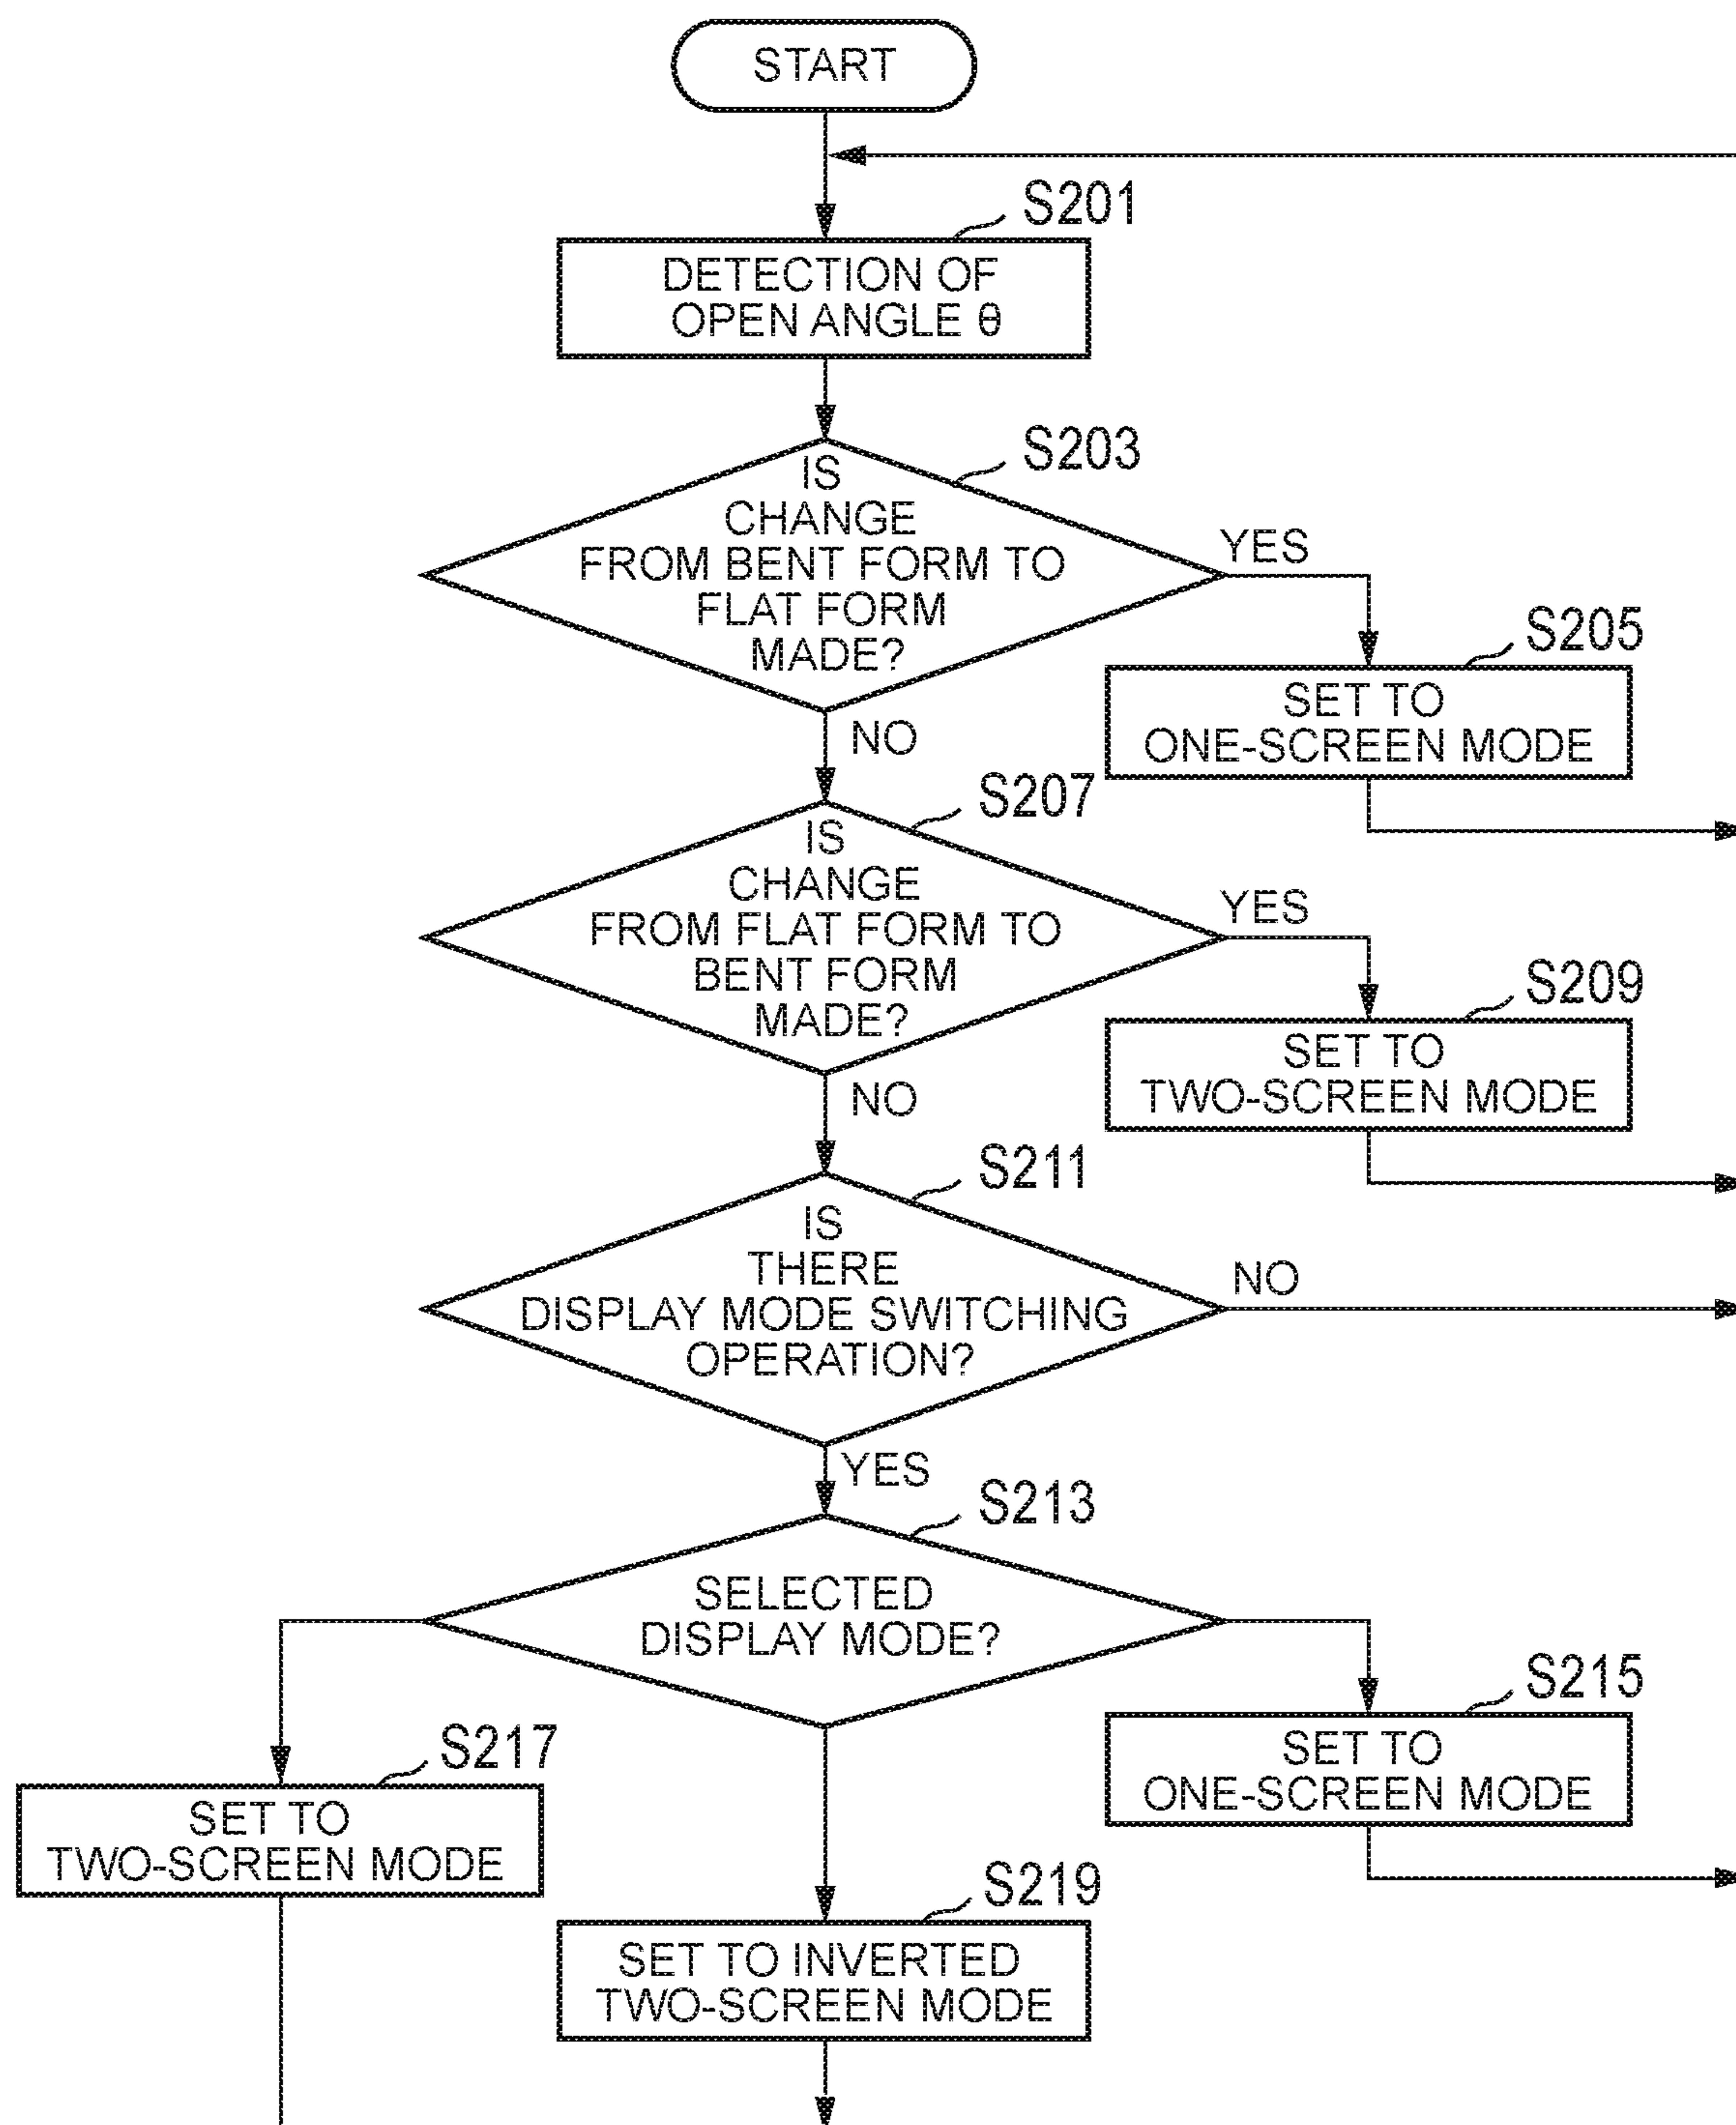 START
S201
DETECTION OF
OPEN ANGLE θ
S203
IS
CHANGE
FROM BENT FORM TO
FLAT FORM
MADE?
YES
S205
SET TO
ONE-SCREEN MODE
NO
S207
IS
CHANGE
FROM FLAT FORM TO
BENT FORM
MADE?
YES
S209
SET TO
TWO-SCREEN MODE
NO
S211
IS
THERE
DISPLAY MODE SWITCHING
OPERATION?
NO
YES
S213
SELECTED
DISPLAY MODE?
S215
SET TO
ONE-SCREEN MODE
S217
SET TO
TWO-SCREEN MODE
S219
SET TO INVERTED
TWO-SCREEN MODE